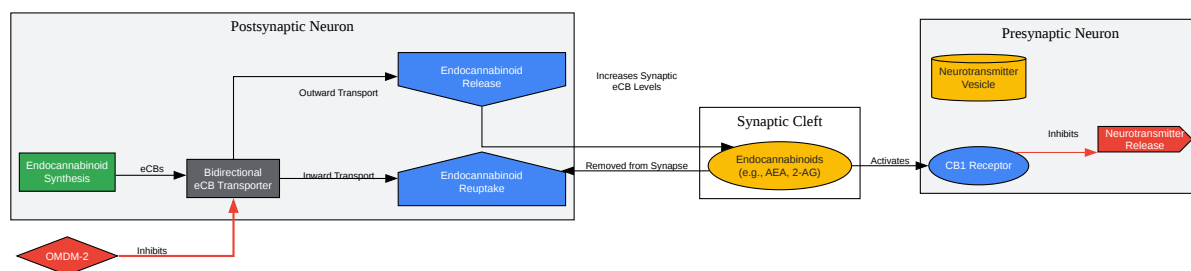 Postsynaptic Neuron
Endocannabinoid
Release
Outward Transport
Endocannabinoid
Synthesis
eCBs
Bidirectional
eCB Transporter
Inward Transport
Endocannabinoid
Reuptake
OMDM-2
Inhibits
Increases Synaptic
eCB Levels
Removed from Synapse
Synaptic Cleft
Endocannabinoids
(e.g., AEA, 2-AG)
Activates
Presynaptic Neuron
Neurotransmitter
Vesicle
CB1 Receptor
Inhibits
Neurotransmitter
Release